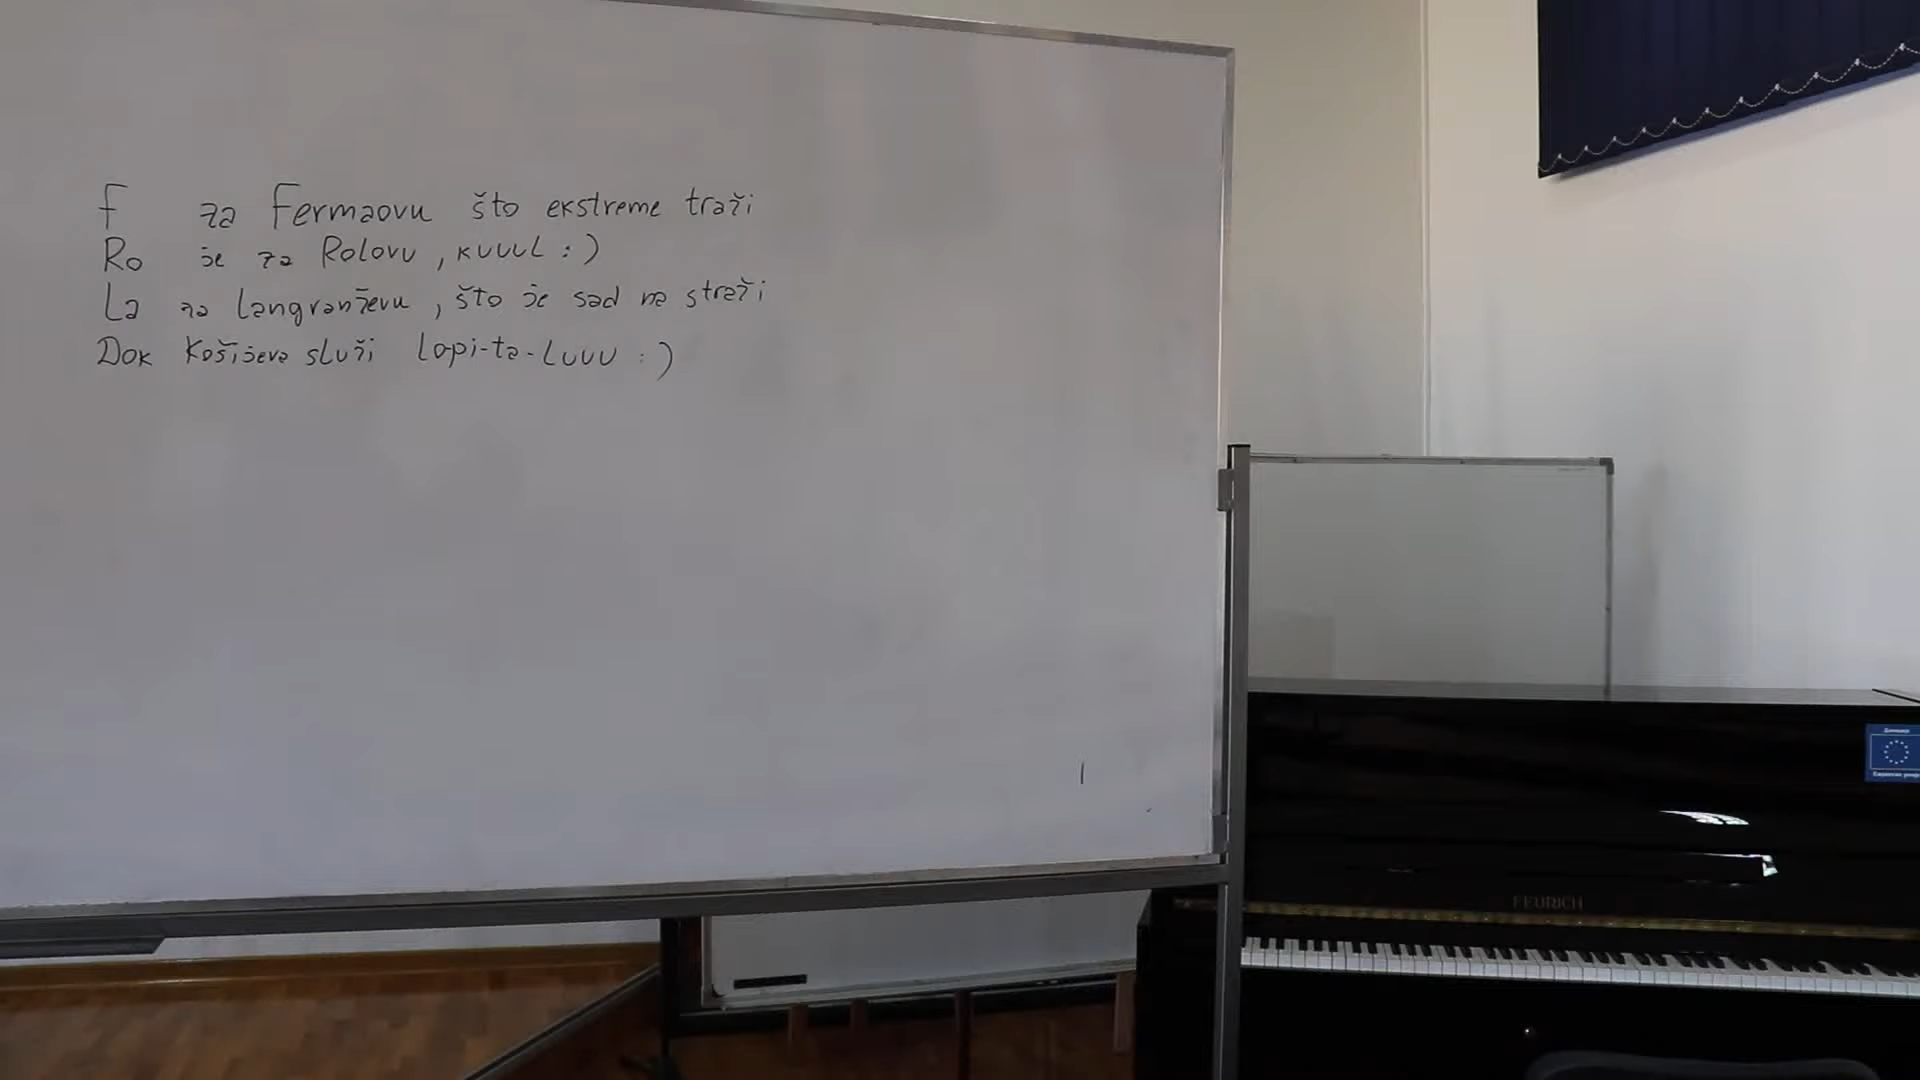 F za Fermaovu što ekstreme traži
Ro je za Rolovu, KUUUL :)
La za Langranževu, što je sad na straži
Dok Košijeva služi Lopi-ta-Luuu :)
FEURICH